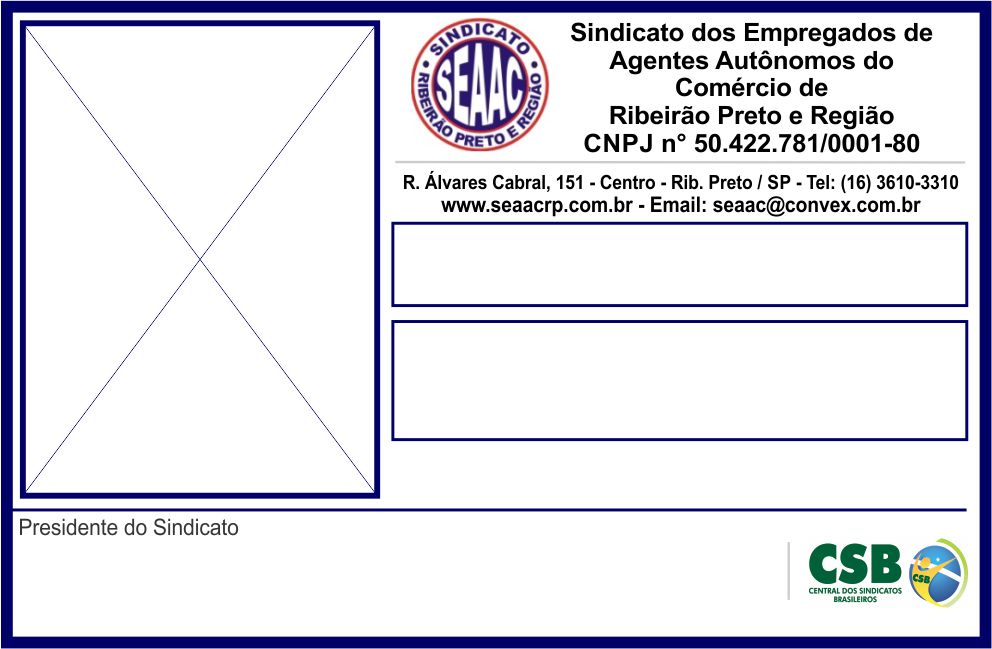 SINDICATO
SEAAC
RIBEIRÃO PRETO E REGIÃO
Sindicato dos Empregados de
Agentes Autônomos do
Comércio de
Ribeirão Preto e Região
CNPJ n° 50.422.781/0001-80
R. Álvares Cabral, 151 - Centro - Rib. Preto / SP - Tel: (16) 3610-3310
www.seaacrp.com.br - Email: seaac@convex.com.br
Presidente do Sindicato
CSB
CENTRAL DOS SINDICATOS
BRASILEIROS
CSB